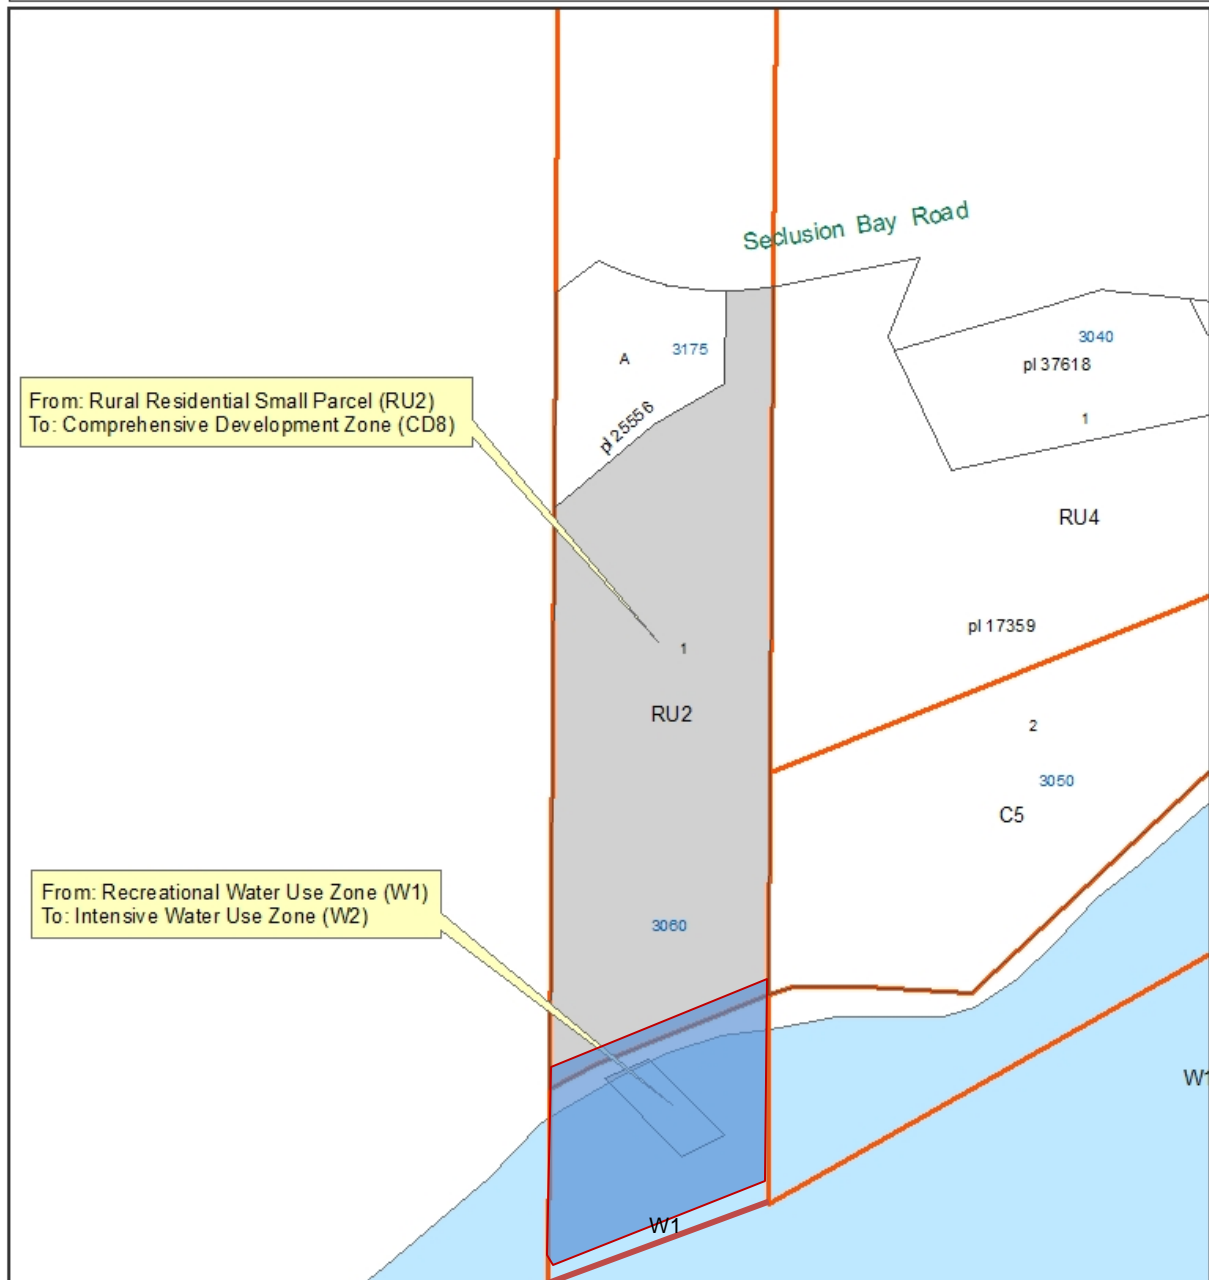 Seclusion Bay Road
A
3175
3040
pl 37618
1
pl 25556
From: Rural Residential Small Parcel (RU2)
To: Comprehensive Development Zone (CD8)
RU4
pl 17359
1
RU2
2
3050
C5
From: Recreational Water Use Zone (W1)
To: Intensive Water Use Zone (W2)
3060
W1
W1